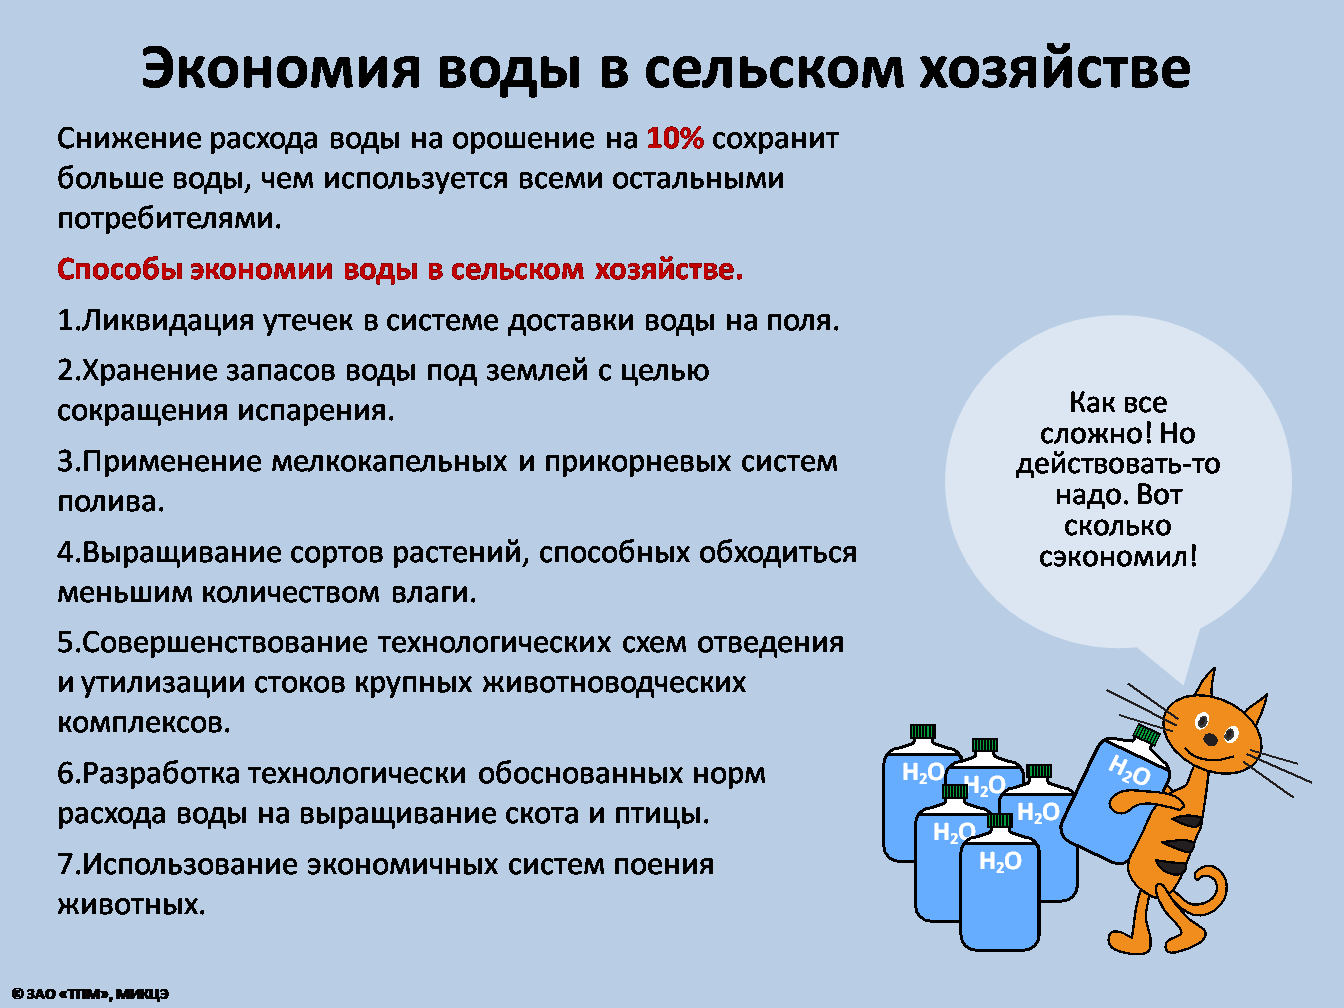 Экономия воды в сельском хозяйстве
Снижение расхода воды на орошение на 10% сохранит
больше воды, чем используется всеми остальными
потребителями.
Способы экономии воды в сельском хозяйстве.
1.Ликвидация утечек в системе доставки воды на поля.
2.Хранение запасов воды под землей с целью
сокращения испарения.
3.Применение мелкокапельных и прикорневых систем
полива.
4.Выращивание сортов растений, способных обходиться
меньшим количеством влаги.
5.Совершенствование технологических схем отведения
и утилизации стоков крупных животноводческих
комплексов.
6.Разработка технологически обоснованных норм
расхода воды на выращивание скота и птицы.
7.Использование экономичных систем поения
животных.
Как все
сложно! Но
действовать-то
надо. Вот
сколько
сэкономил!
H₂O
H₂O
H₂O
H₂O
H₂O
H₂O
© ЗАО «ТПМ», МИКЦЭ